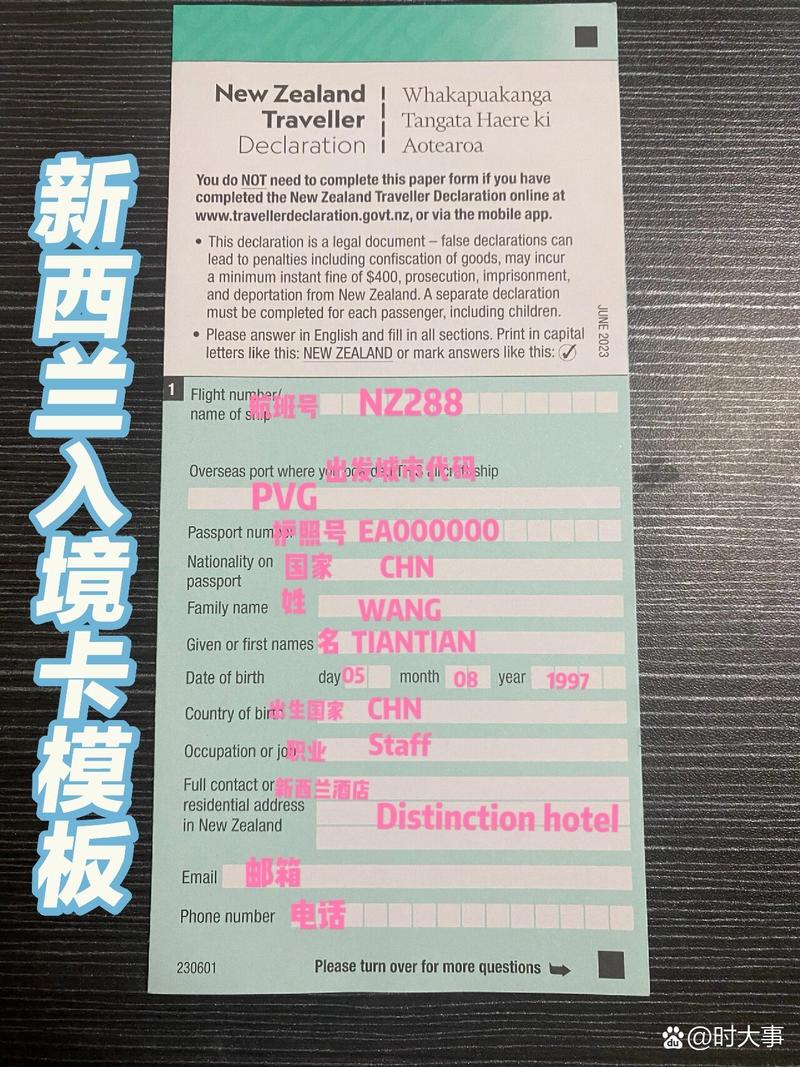 新西兰入境卡模板
New Zealand Traveller Declaration
Whakapuakanga Tangata Haere ki Aotearoa
You do NOT need to complete this paper form if you have
completed the New Zealand Traveller Declaration online at
www.travellerdeclaration.govt.nz, or via the mobile app.
• This declaration is a legal document – false declarations can
lead to penalties including confiscation of goods, may incur
a minimum instant fine of $400, prosecution, imprisonment,
and deportation from New Zealand. A separate declaration
must be completed for each passenger, including children.
• Please answer in English and fill in all sections. Print in capital
letters like this: NEW ZEALAND or mark answers like this:
JUNE 2023
1
Flight number/
name of ship
航班号 NZ288
Overseas port where you boarded THIS aircraft/ship
出发城市代码
PVG
Passport number 护照号 EA000000
Nationality on
passport
国家 CHN
Family name 姓 WANG
Given or first names 名 TIANTIAN
Date of birth day 05 month 08 year 1997
Country of birth 出生国家 CHN
Occupation or job 职业 Staff
Full contact or
residential address
in New Zealand
新西兰酒店
Distinction hotel
Email 邮箱
Phone number 电话
230601 Please turn over for more questions
du @时大事